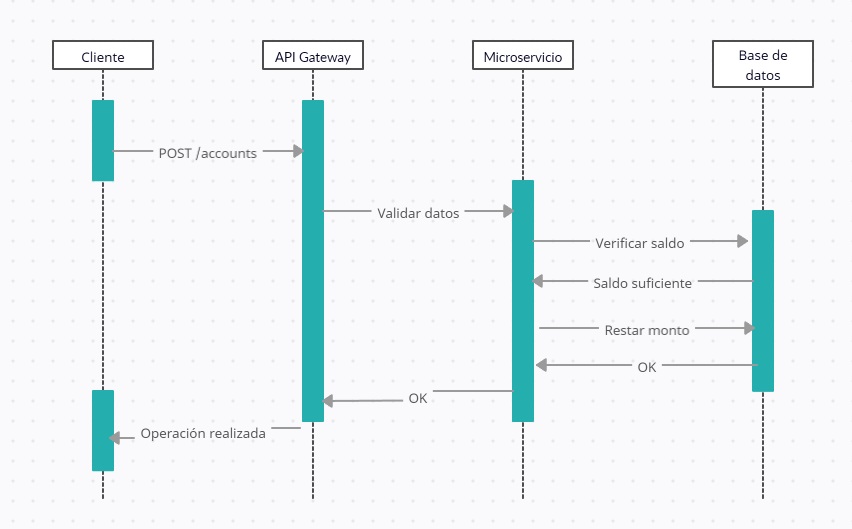 Cliente
API Gateway
Microservicio
Base de
datos
POST /accounts
Validar datos
Verificar saldo
Saldo suficiente
Restar monto
OK
OK
Operación realizada